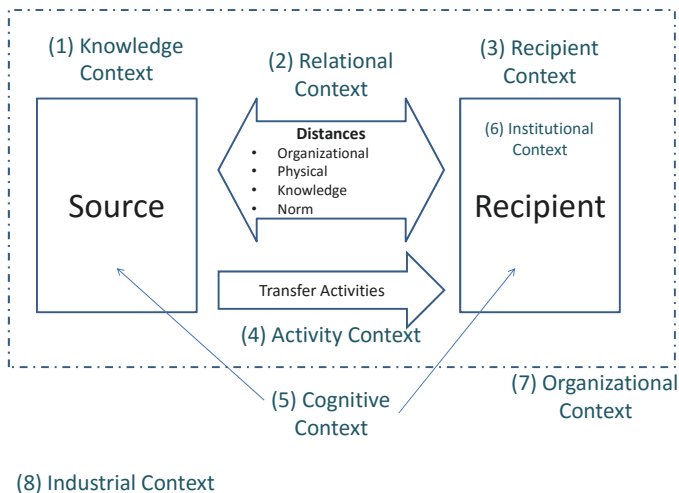 (1) Knowledge
Context
(2) Relational
Context
(3) Recipient
Context
Source
Distances
• Organizational
• Physical
• Knowledge
• Norm
(6) Institutional
Context
Recipient
Transfer Activities
(4) Activity Context
(5) Cognitive
Context
(7) Organizational
Context
(8) Industrial Context